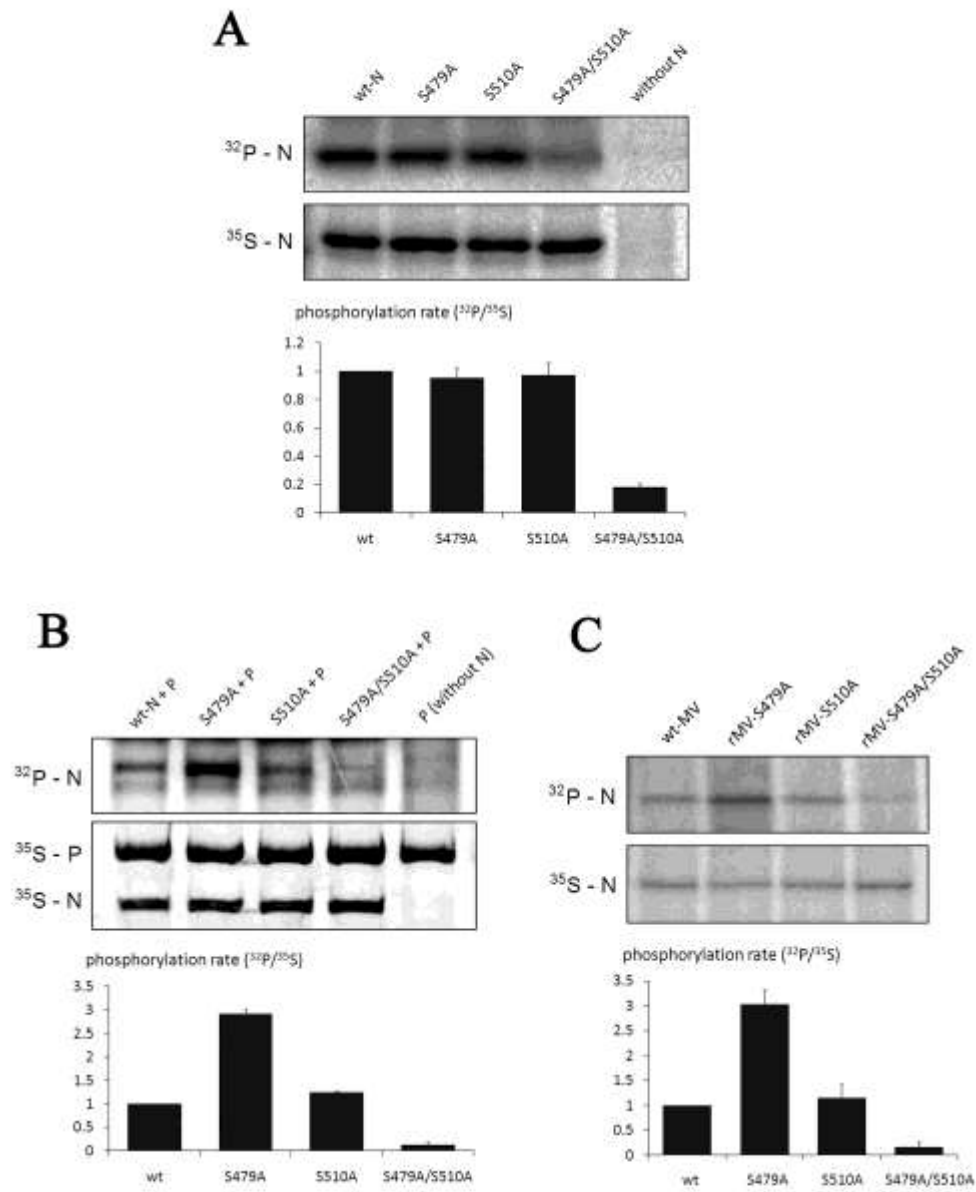 A
wt-N S479A S510A S479A/S510A without N
32P - N
35S - N
phosphorylation rate (32P/35S)
1.2
1
0.8
0.6
0.4
0.2
0
wt S479A S510A S479A/S510A
B
wt-N + P S479A + P S510A + P S479A/S510A + P P (without N)
32P - N
35S - P
35S - N
phosphorylation rate (32P/35S)
3.5
3
2.5
2
1.5
1
0.5
0
wt S479A S510A S479A/S510A
C
wt-MV rMV-S479A rMV-S510A rMV-S479A/S510A
32P - N
35S - N
phosphorylation rate (32P/35S)
3.5
3
2.5
2
1.5
1
0.5
0
wt S479A S510A S479A/S510A